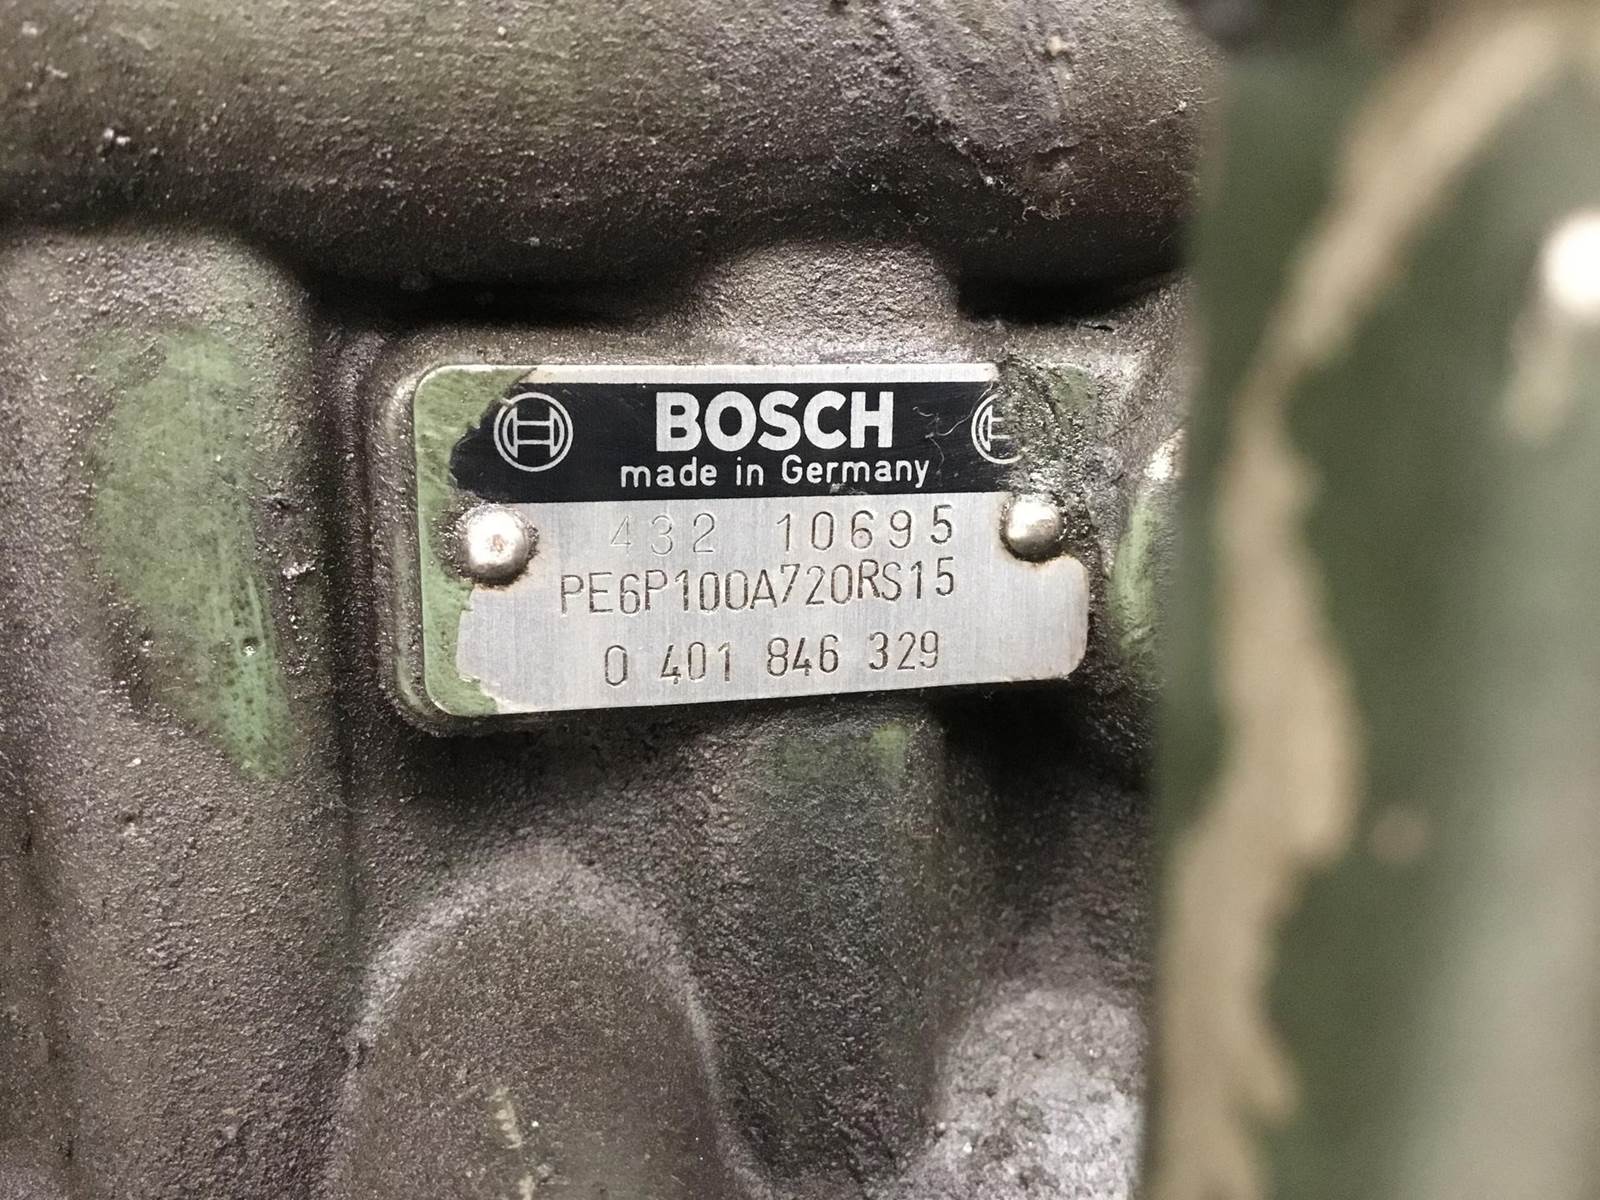 BOSCH
made in Germany
432 10695
PE6P100A720RS15
0 401 846 329